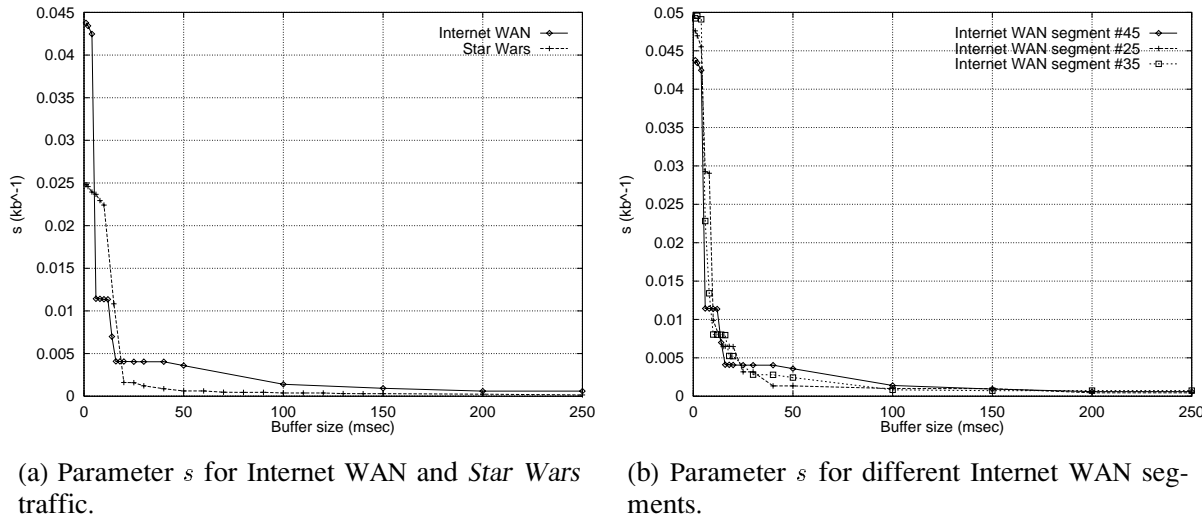 0.045
0.04
0.035
0.03
0.025
0.02
0.015
0.01
0.005
0
s (kb^-1)
Internet WAN
Star Wars
0 50 100 150 200 250
Buffer size (msec)
(a) Parameter s for Internet WAN and Star Wars
traffic.
0.05
0.045
0.04
0.035
0.03
0.025
0.02
0.015
0.01
0.005
0
s (kb^-1)
Internet WAN segment #45
Internet WAN segment #25
Internet WAN segment #35
0 50 100 150 200 250
Buffer size (msec)
(b) Parameter s for different Internet WAN seg-
ments.